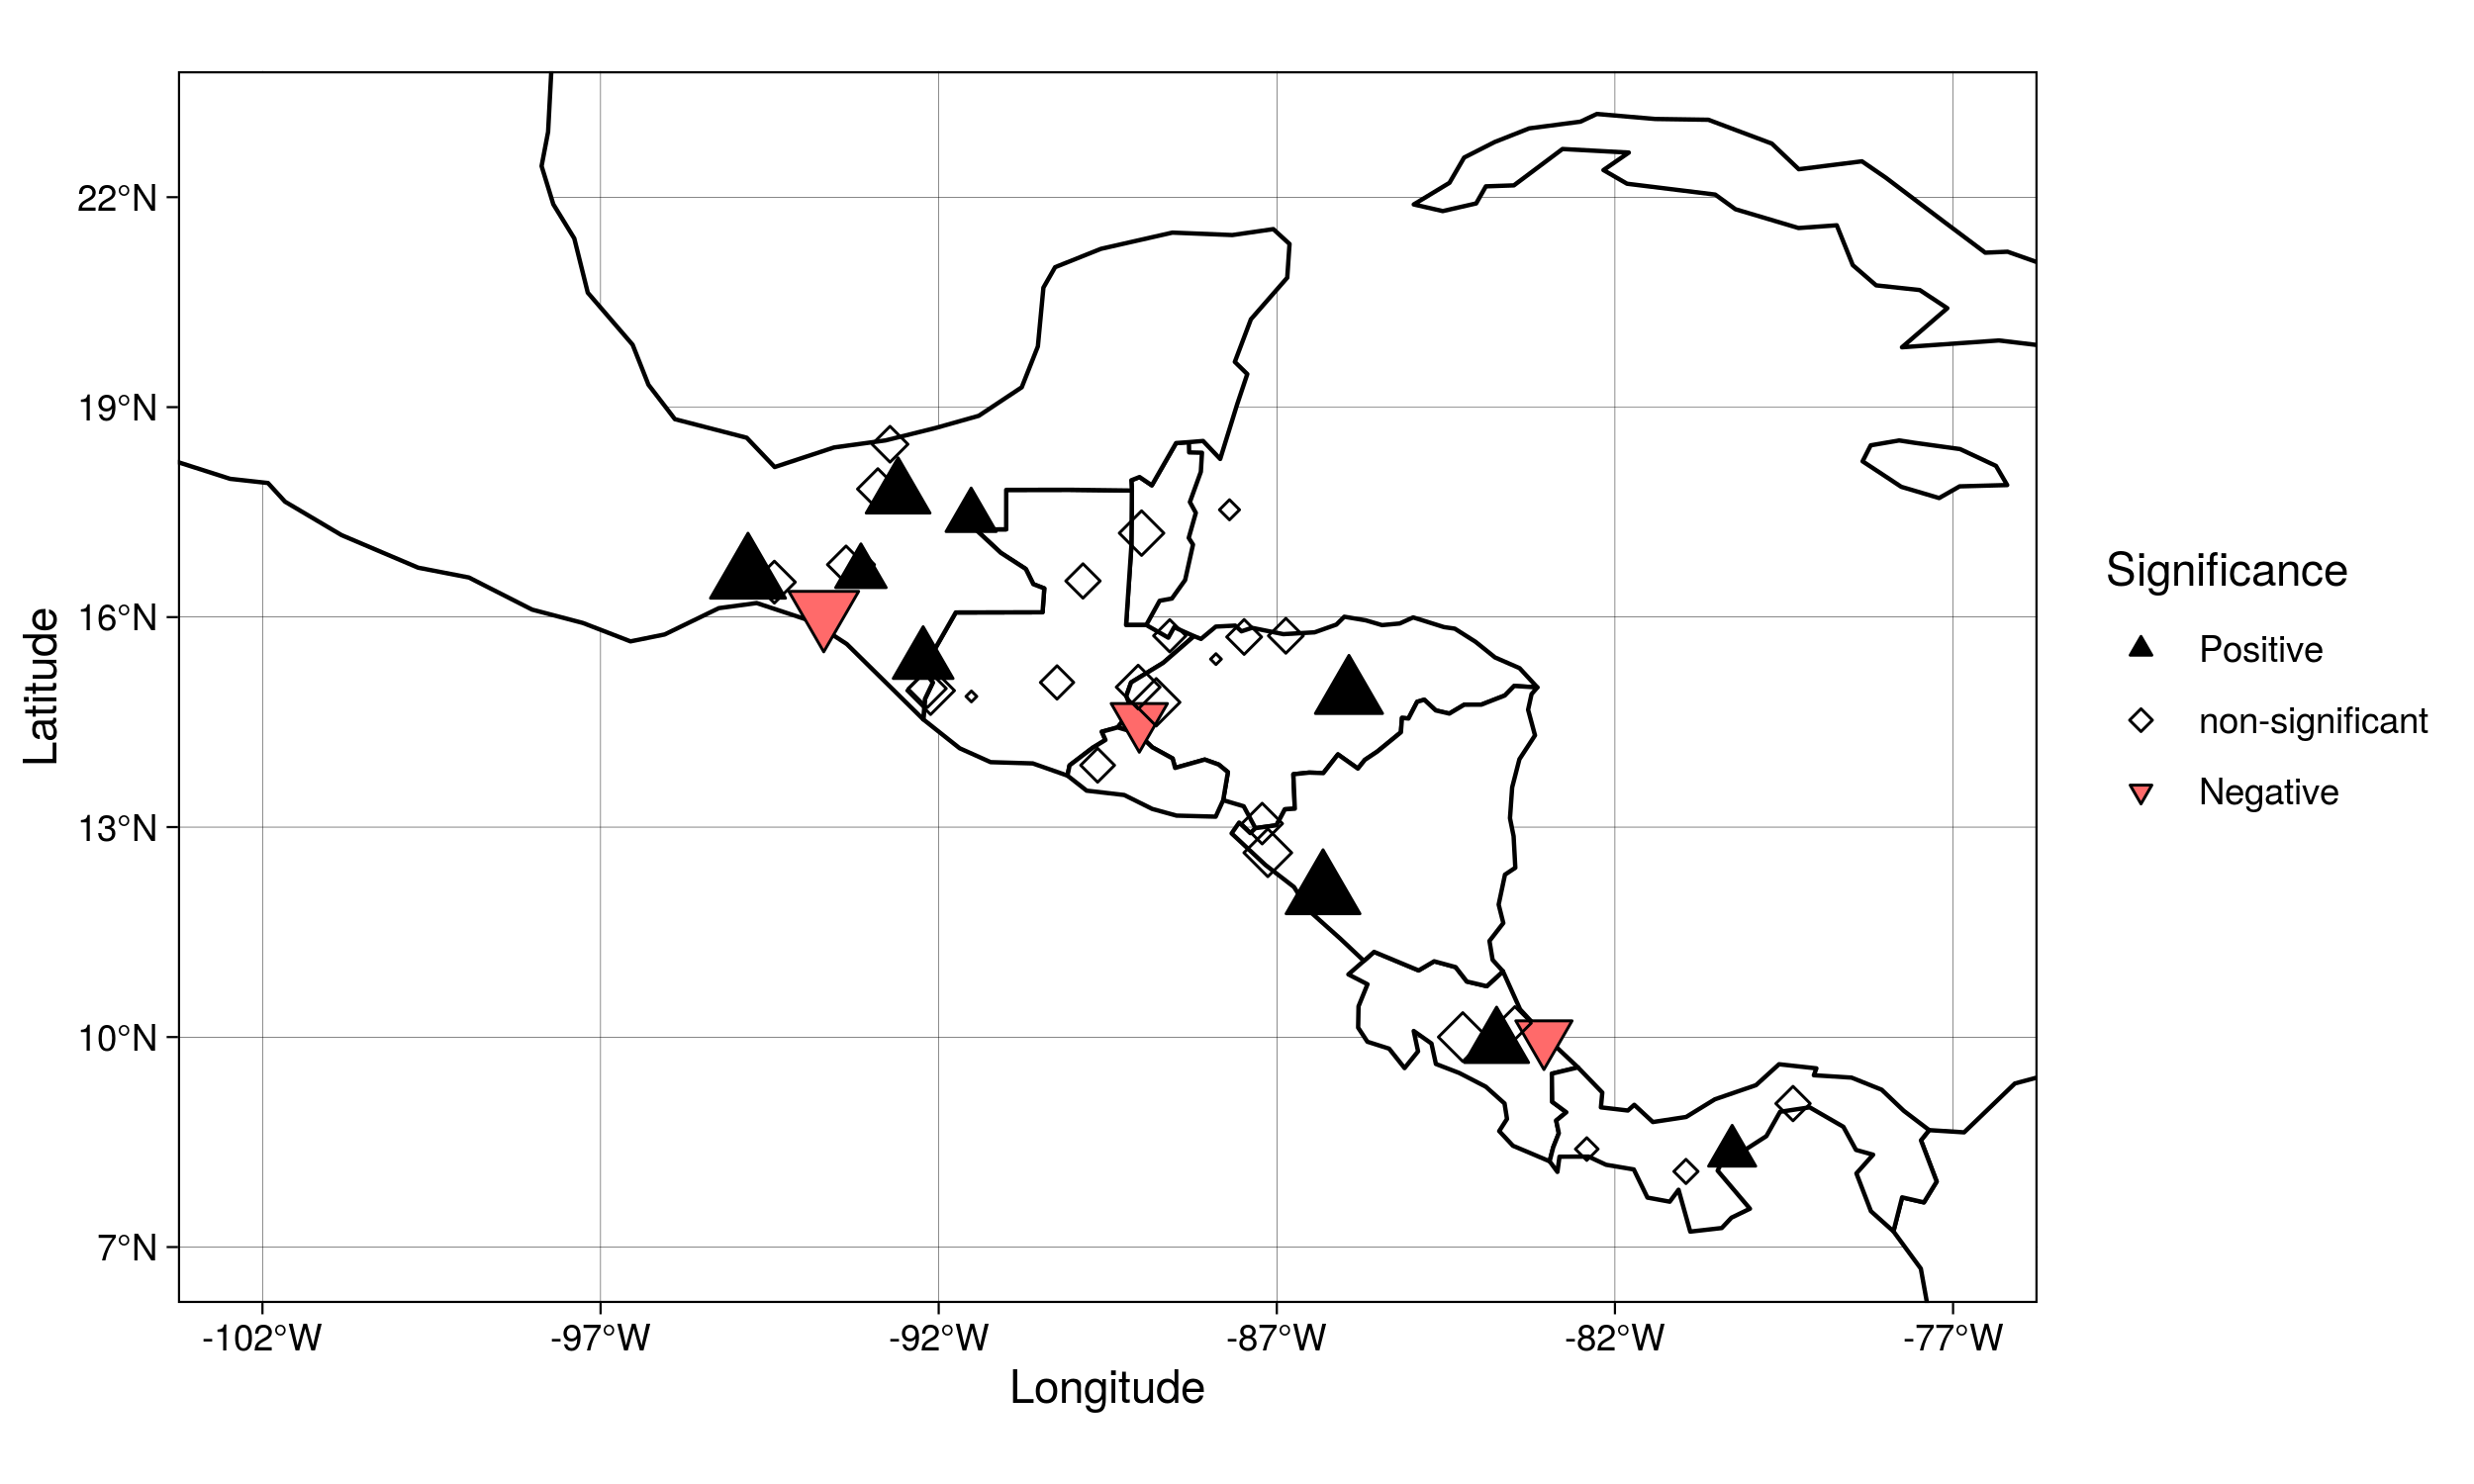 22°N
19°N
16°N
13°N
10°N
7°N
Latitude
-102°W
-97°W
-92°W
-87°W
-82°W
-77°W
Longitude
Significance
Positive
non-significant
Negative